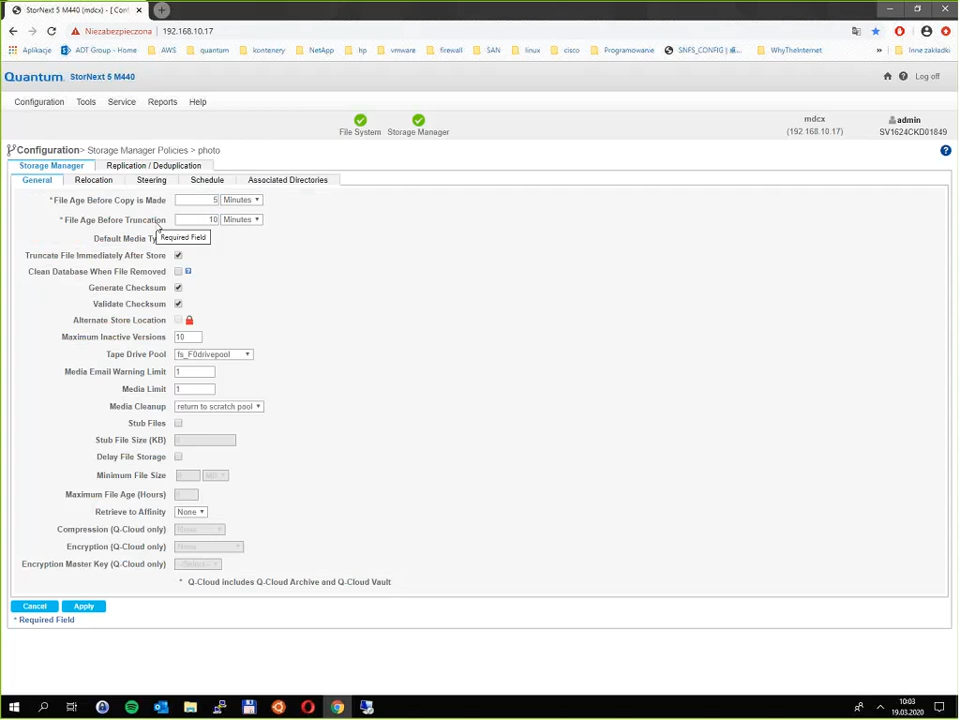 StorNext 5 M440 (mdcx) - [ Conf
Niezabezpieczona 192.168.10.17
Aplikacje ADT Group - Home AWS quantum kontenery NetApp hp vmware firewall SAN linux cisco Programowanie SNFS_CONFIG | WhyTheInternet » Inne zakładki
Quantum. StorNext 5 M440 Log off
Configuration Tools Service Reports Help
File System Storage Manager
mdcx
(192.168.10.17)
admin
SV1624CKD01849
Configuration> Storage Manager Policies > photo
Storage Manager Replication / Deduplication
General Relocation Steering Schedule Associated Directories
*File Age Before Copy is Made 5 Minutes
* File Age Before Truncation 10 Minutes
Required Field
Default Media Ty
Truncate File Immediately After Store
Clean Database When File Removed
Generate Checksum
Validate Checksum
Alternate Store Location
Maximum Inactive Versions 10
Tape Drive Pool fs_F0drivepool
Media Email Warning Limit 1
Media Limit 1
Media Cleanup return to scratch pool
Stub Files
Stub File Size (KB)
Delay File Storage
Minimum File Size
Maximum File Age (Hours)
Retrieve to Affinity None
Compression (Q-Cloud only)
Encryption (Q-Cloud only)
Encryption Master Key (Q-Cloud only)
* Q-Cloud includes Q-Cloud Archive and Q-Cloud Vault
Cancel Apply
* Required Field
10:03
19.03.2020